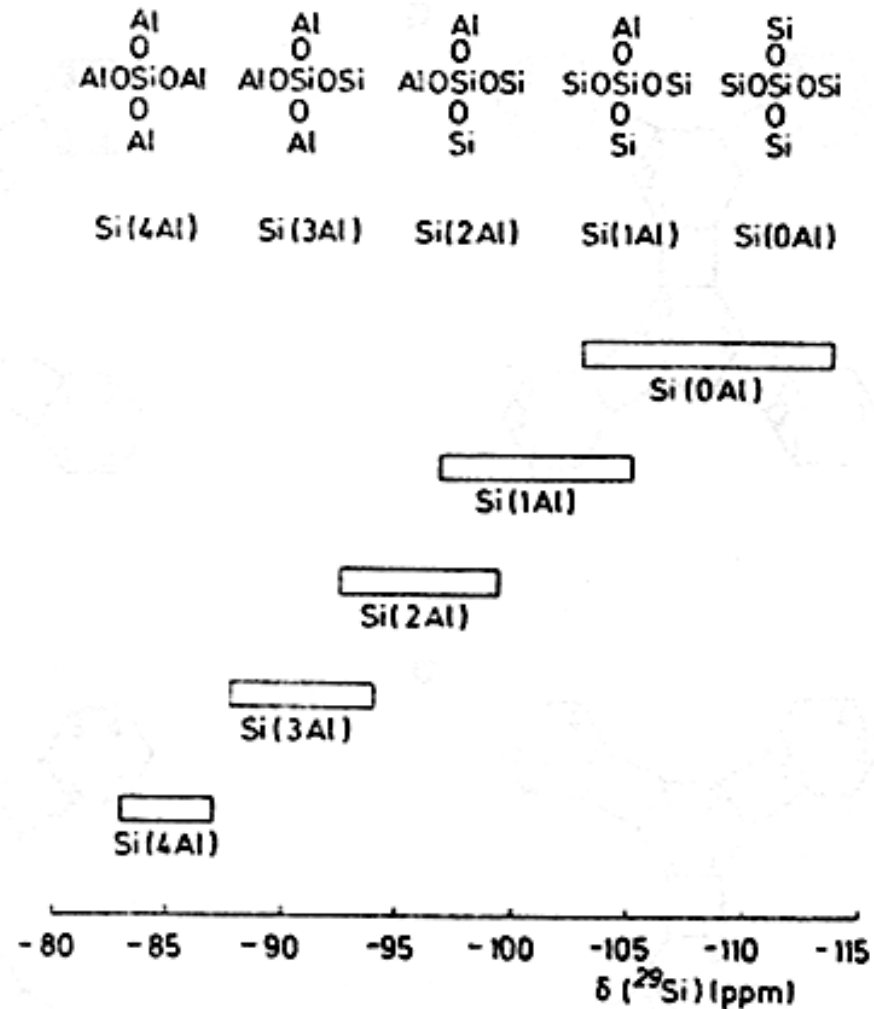 Al Al Al Al Si
O O O O O
AlOSiOAl AlOSiOSi AlOSiOSi SiOSiOSi SiOSiOSi
O O O O O
Al Al Si Si Si
Si(4Al) Si(3Al) Si(2Al) Si(1Al) Si(0Al)
Si(0Al)
Si(1Al)
Si(2Al)
Si(3Al)
Si(4Al)
-80 -85 -90 -95 -100 -105 -110 -115
δ(²⁹Si)(ppm)